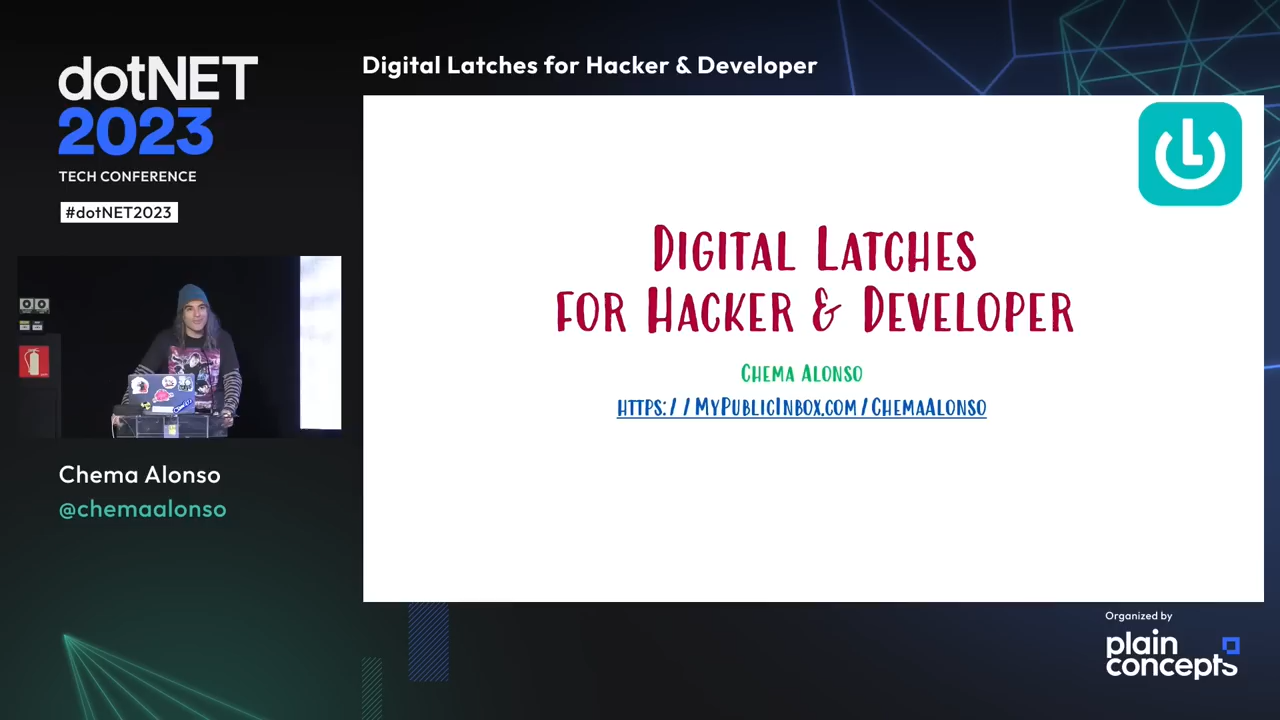 dotNET
2023
TECH CONFERENCE
#dotNET2023
Chema Alonso
@chemaalonso
Digital Latches for Hacker & Developer
Digital Latches
for Hacker & Developer
Chema Alonso
https://MyPublicInbox.com/ChemaAlonso
Organized by
plain
concepts